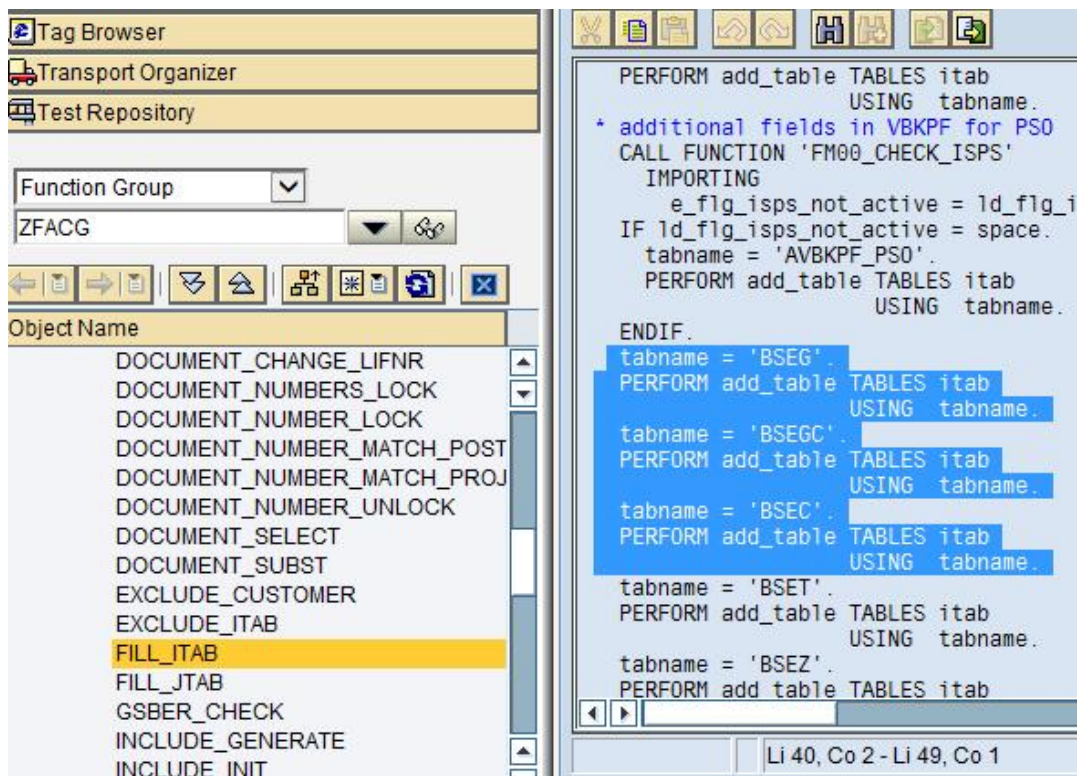 Tag Browser
Transport Organizer
Test Repository
Function Group
ZFACG
Object Name
DOCUMENT_CHANGE_LIFNR
DOCUMENT_NUMBERS_LOCK
DOCUMENT_NUMBER_LOCK
DOCUMENT_NUMBER_MATCH_POST
DOCUMENT_NUMBER_MATCH_PROJ
DOCUMENT_NUMBER_UNLOCK
DOCUMENT_SELECT
DOCUMENT_SUBST
EXCLUDE_CUSTOMER
EXCLUDE_ITAB
FILL_ITAB
FILL_JTAB
GSBER_CHECK
INCLUDE_GENERATE
INCLUDE_INIT
PERFORM add_table TABLES itab
USING tabname.
* additional fields in VBKPF for PSO
CALL FUNCTION 'FM00_CHECK_ISPS'
IMPORTING
e_flg_isps_not_active = ld_flg_i
IF ld_flg_isps_not_active = space.
tabname = 'AVBKPF_PSO'.
PERFORM add_table TABLES itab
USING tabname.
ENDIF.
tabname = 'BSEG'.
PERFORM add_table TABLES itab
USING tabname.
tabname = 'BSEGC'.
PERFORM add_table TABLES itab
USING tabname.
tabname = 'BSEC'.
PERFORM add_table TABLES itab
USING tabname.
tabname = 'BSET'.
PERFORM add_table TABLES itab
USING tabname.
tabname = 'BSEZ'.
PERFORM add_table TABLES itab
Li 40, Co 2 - Li 49, Co 1